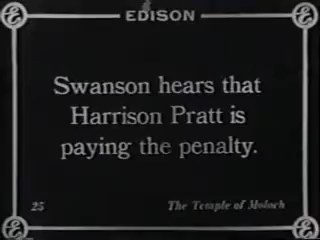 EDISON
Swanson hears that
Harrison Pratt is
paying the penalty.
25
The Temple of Moloch